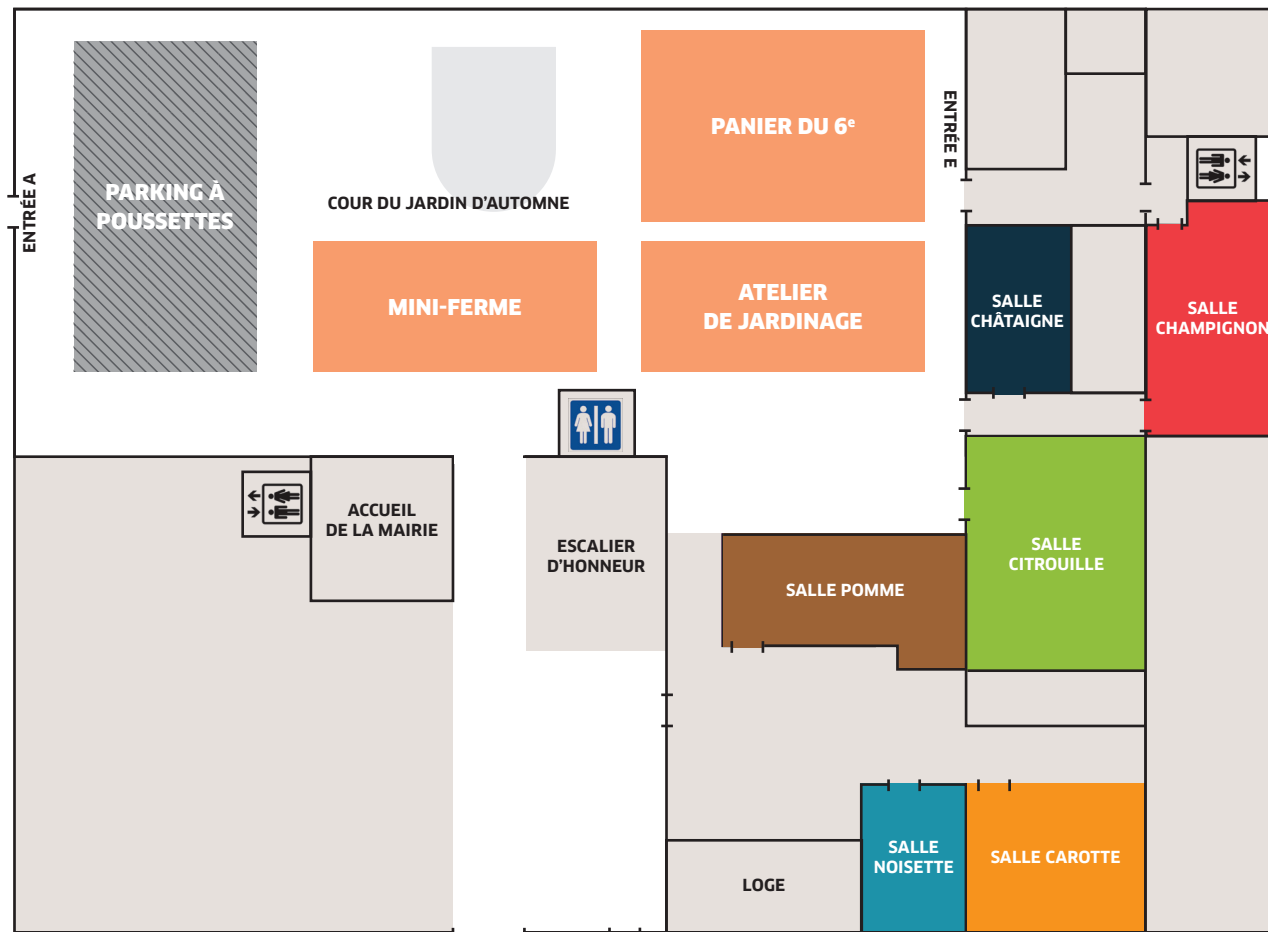 PANIER DU 6ᵉ
ENTRÉE E
ENTRÉE A
PARKING À
POUSSETTES
COUR DU JARDIN D'AUTOMNE
MINI-FERME
ATELIER
DE JARDINAGE
SALLE
CHÂTAIGNE
SALLE
CHAMPIGNON
ACCUEIL
DE LA MAIRIE
ESCALIER
D'HONNEUR
SALLE POMME
SALLE
CITROUILLE
SALLE
NOISETTE
SALLE CAROTTE
LOGE